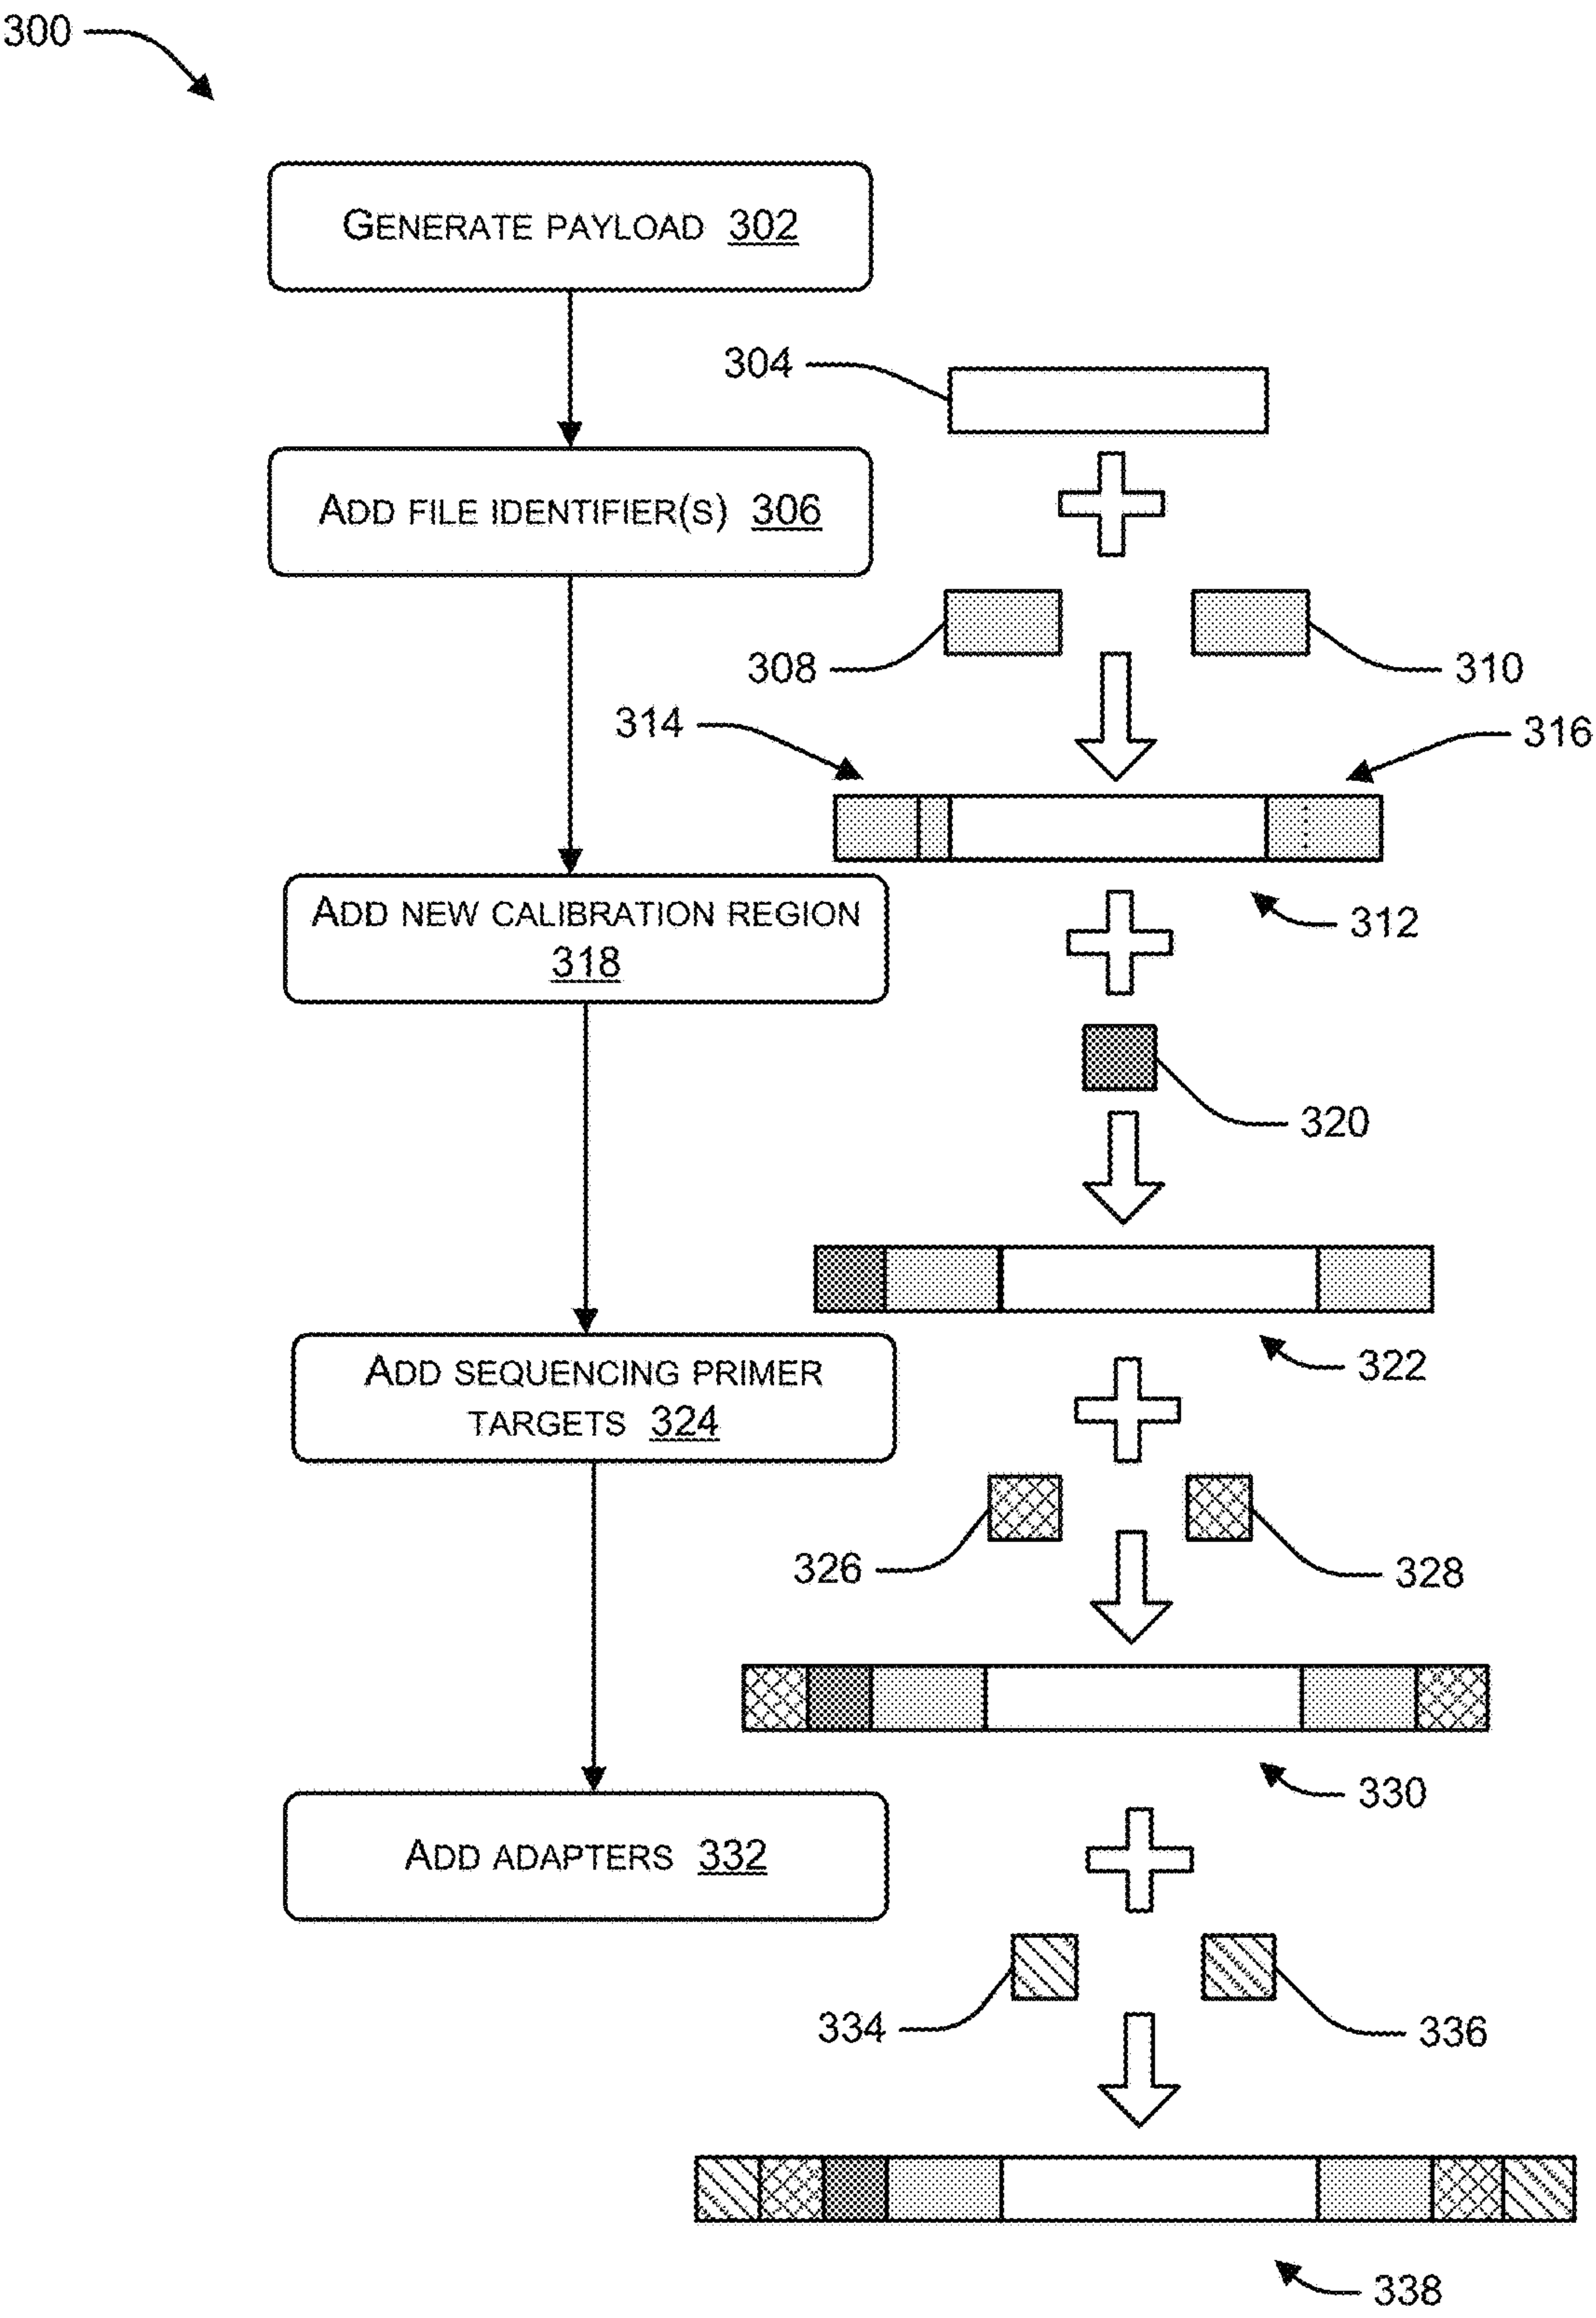 300
GENERATE PAYLOAD 302
304
ADD FILE IDENTIFIER(S) 306
308
310
314
316
ADD NEW CALIBRATION REGION
318
312
320
322
ADD SEQUENCING PRIMER
TARGETS 324
326
328
330
ADD ADAPTERS 332
334
336
338